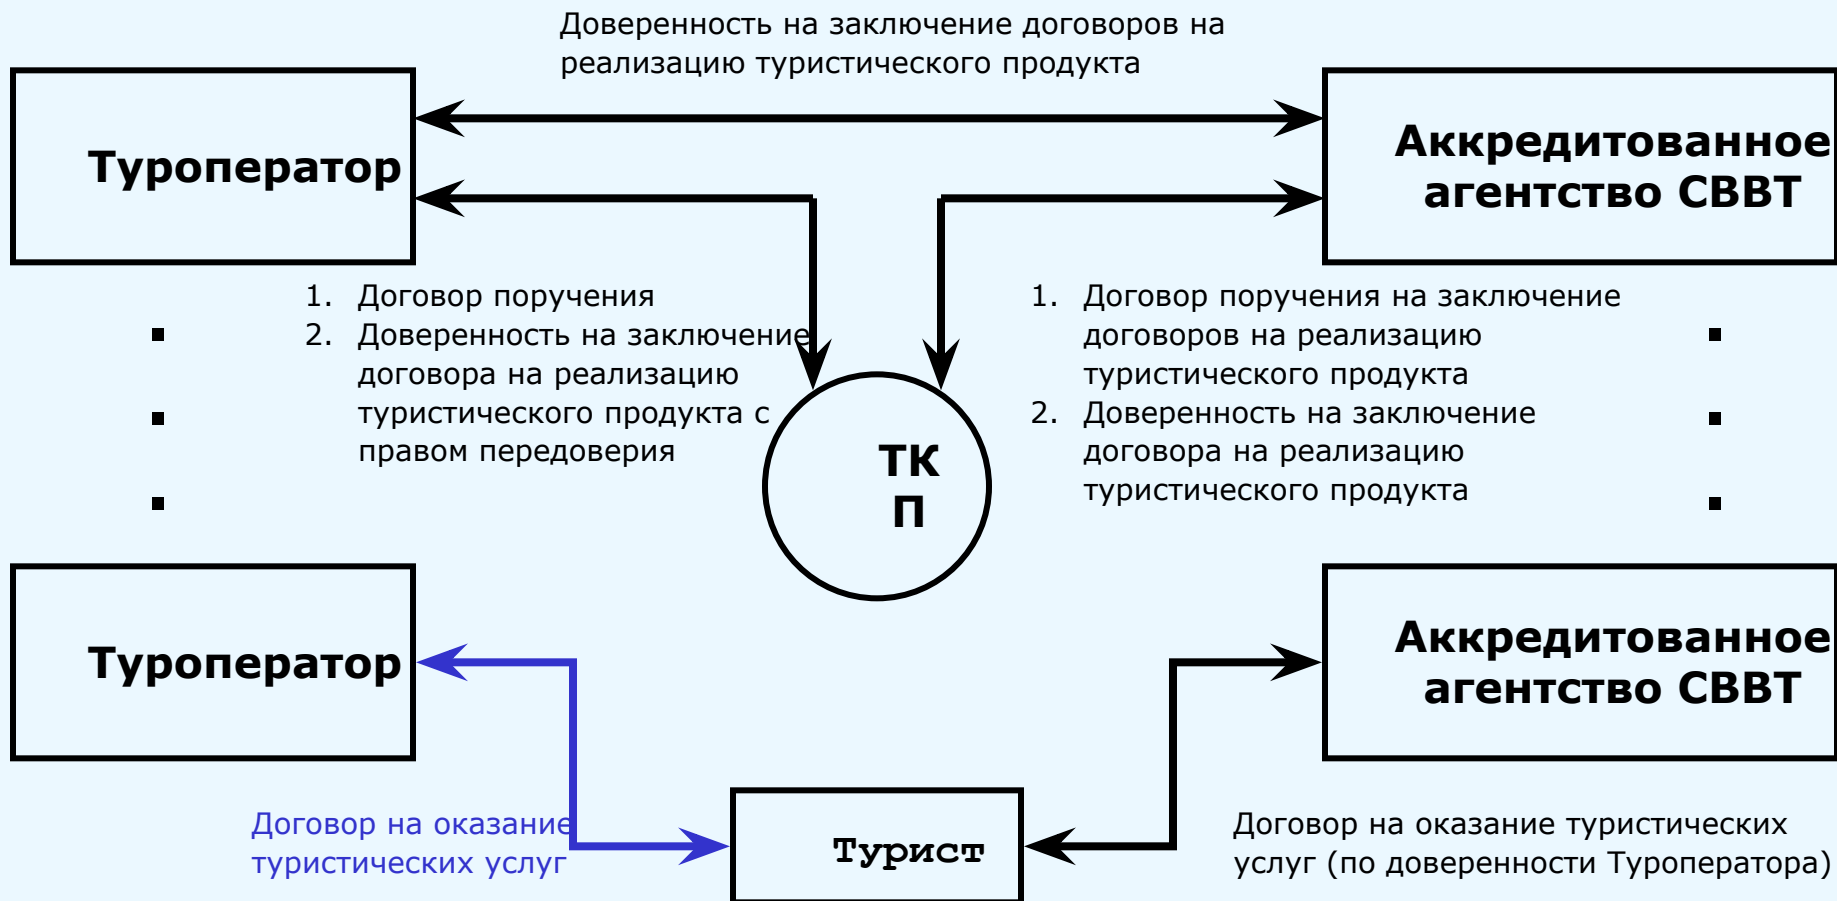 Доверенность на заключение договоров на
реализацию туристического продукта
Туроператор
Аккредитованное
агентство СВВТ
1. Договор поручения
2. Доверенность на заключение
договора на реализацию
туристического продукта с
правом передоверия
1. Договор поручения на заключение
договоров на реализацию
туристического продукта
2. Доверенность на заключение
договора на реализацию
туристического продукта
ТК
П
Туроператор
Аккредитованное
агентство СВВТ
Договор на оказание
туристических услуг
Турист
Договор на оказание туристических
услуг (по доверенности Туроператора)